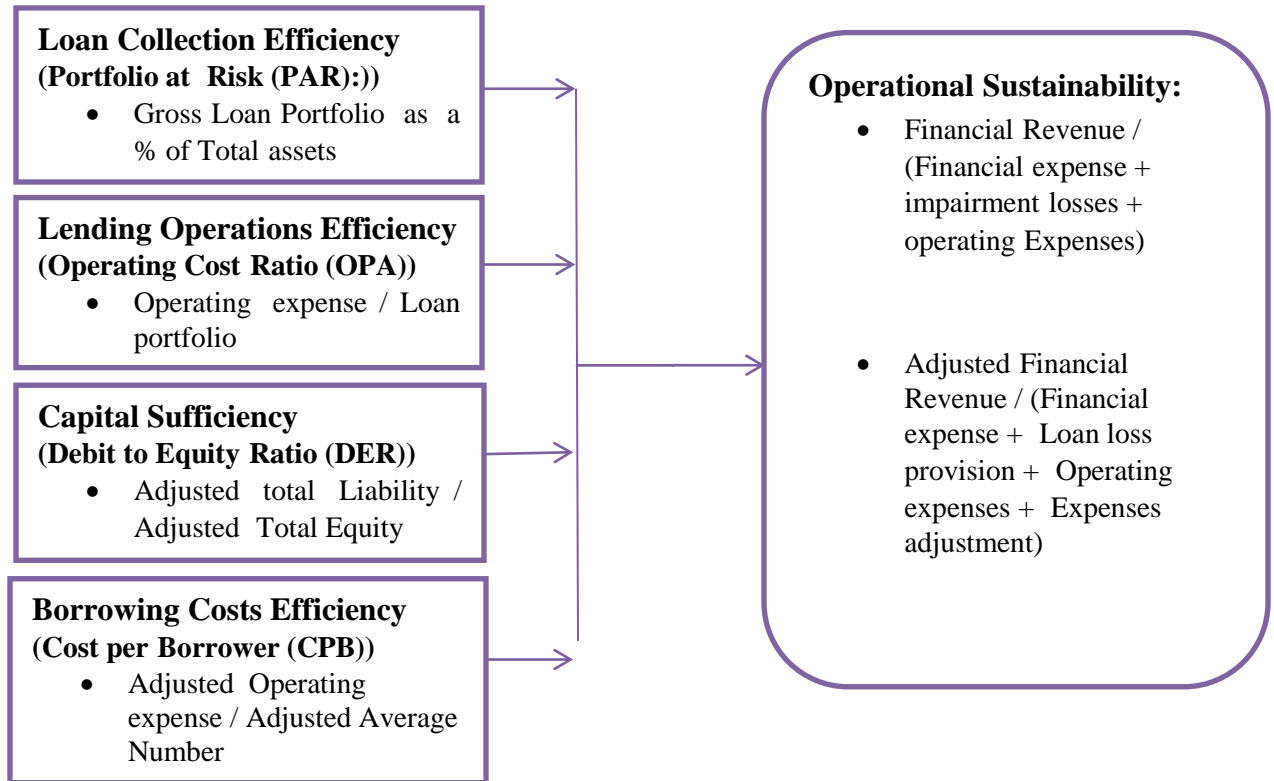 Loan Collection Efficiency
(Portfolio at Risk (PAR):))
• Gross Loan Portfolio as a
% of Total assets
Lending Operations Efficiency
(Operating Cost Ratio (OPA))
• Operating expense / Loan
portfolio
Capital Sufficiency
(Debit to Equity Ratio (DER))
• Adjusted total Liability /
Adjusted Total Equity
Borrowing Costs Efficiency
(Cost per Borrower (CPB))
• Adjusted Operating
expense / Adjusted Average
Number
Operational Sustainability:
• Financial Revenue /
(Financial expense +
impairment losses +
operating Expenses)
• Adjusted Financial
Revenue / (Financial
expense + Loan loss
provision + Operating
expenses + Expenses
adjustment)